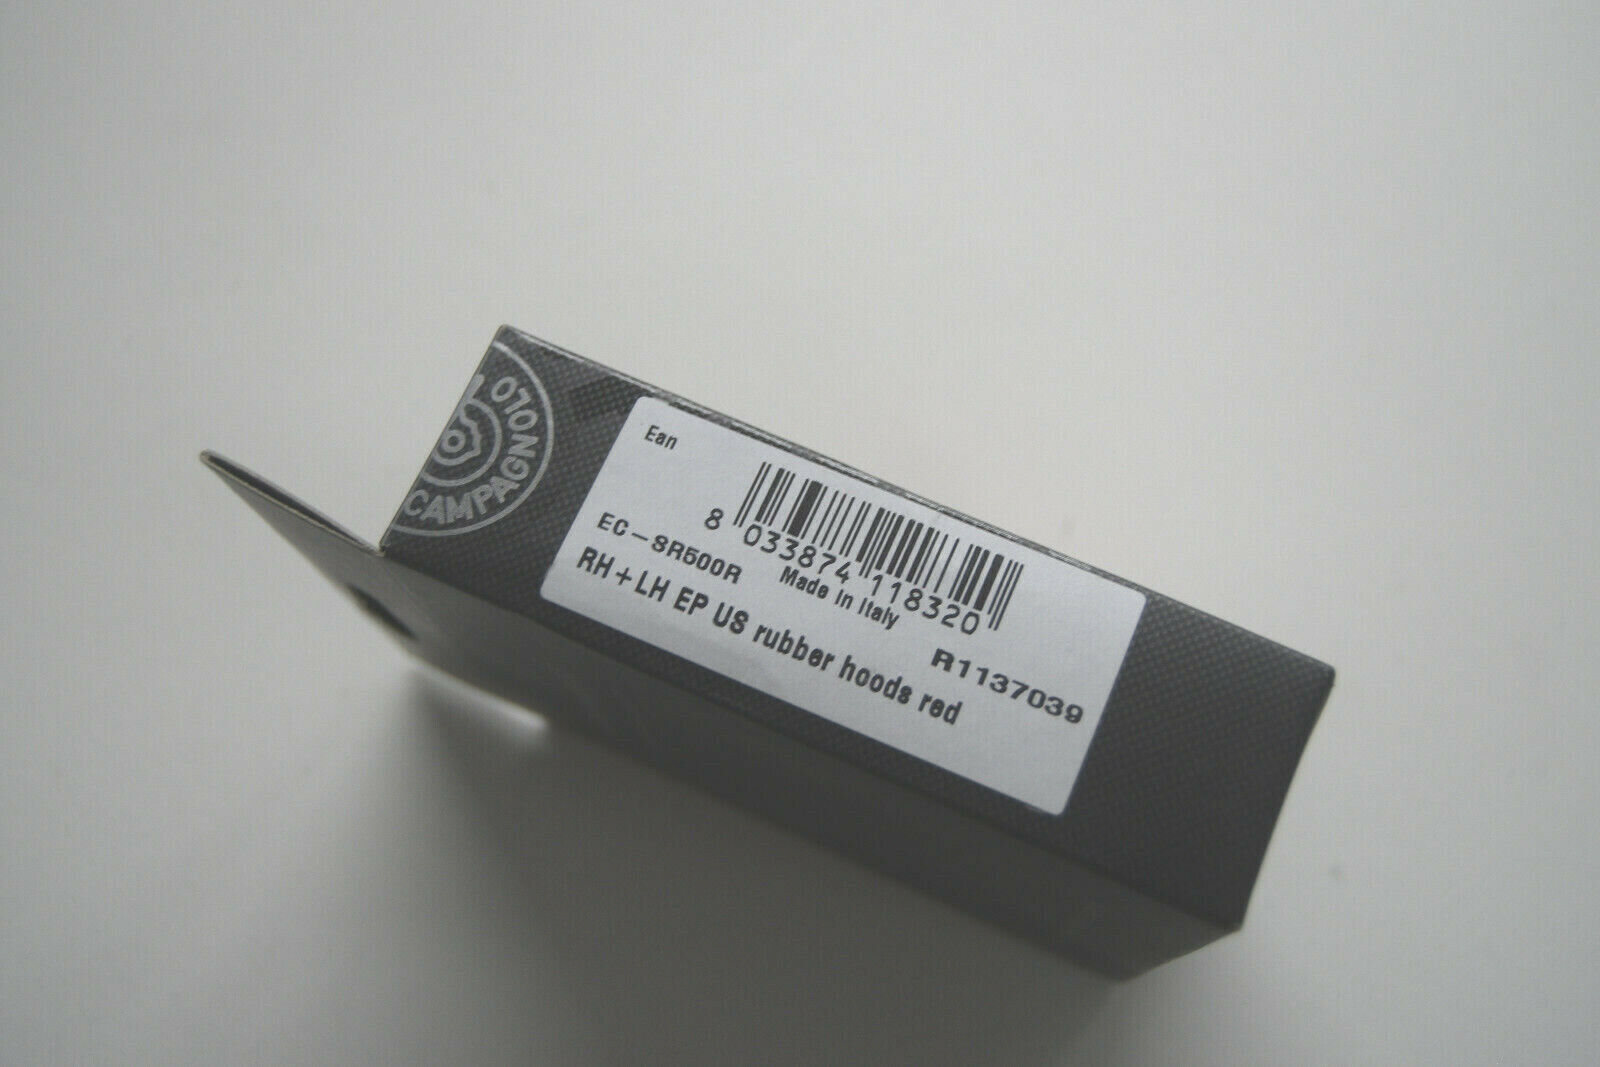 CAMPAGNOLO
Ean
8 033874 118320
EC-SR500R Made in Italy R1137039
RH+LH EP US rubber hoods red